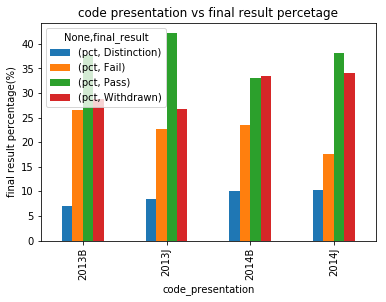 code presentation vs final result percetage
None,final_result
(pct, Distinction)
(pct, Fail)
(pct, Pass)
(pct, Withdrawn)
final result percentage(%)
40
35
30
25
20
15
10
5
0
2013B
2013J
2014B
2014J
code_presentation